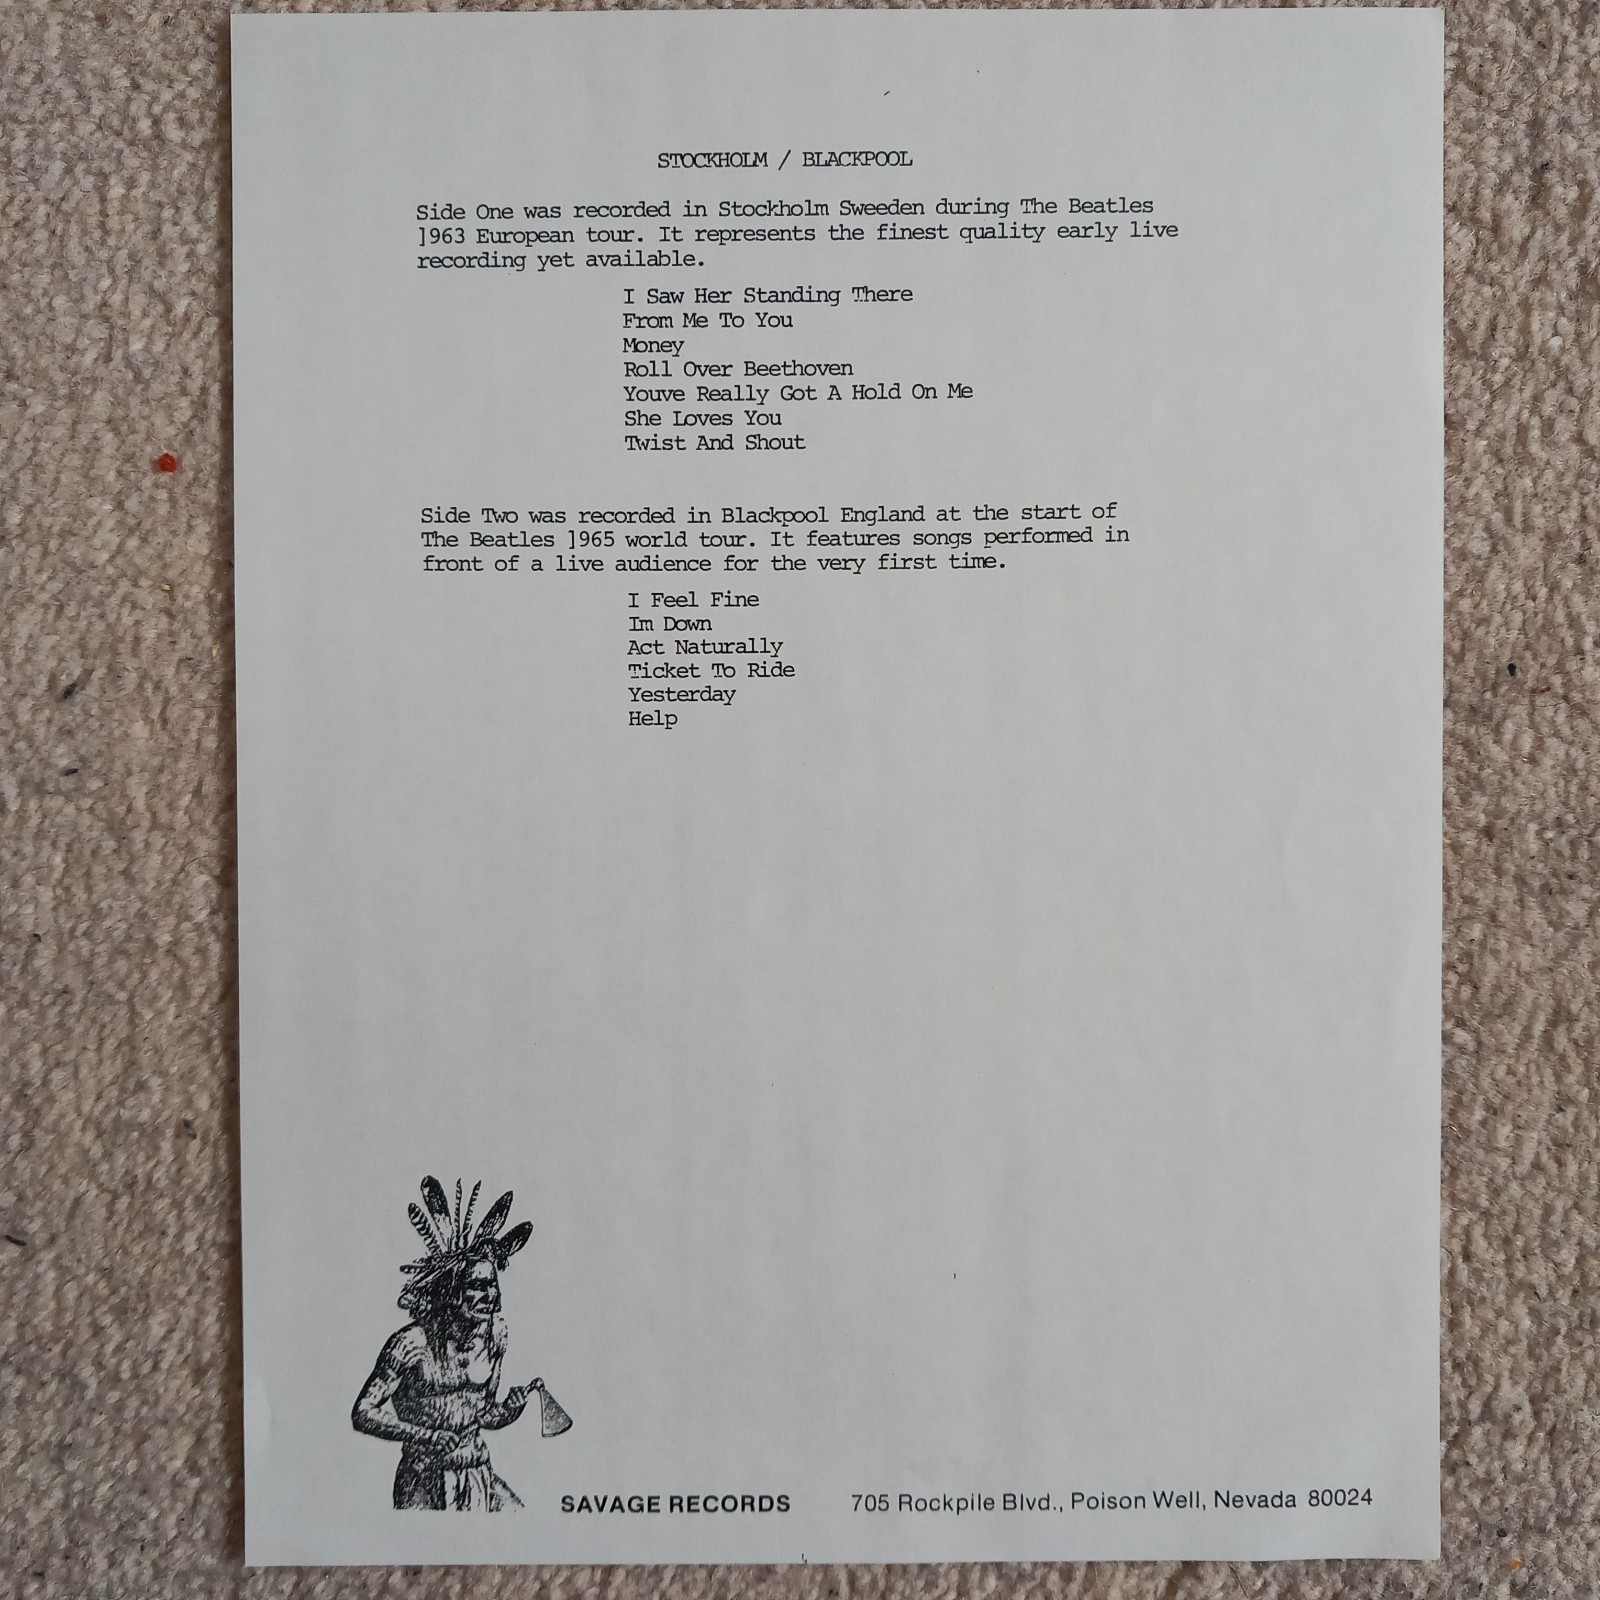 STOCKHOLM / BLACKPOOL
Side One was recorded in Stockholm Sweeden during The Beatles
]963 European tour. It represents the finest quality early live
recording yet available.
I Saw Her Standing There
From Me To You
Money
Roll Over Beethoven
Youve Really Got A Hold On Me
She Loves You
Twist And Shout
Side Two was recorded in Blackpool England at the start of
The Beatles ]965 world tour. It features songs performed in
front of a live audience for the very first time.
I Feel Fine
Im Down
Act Naturally
Ticket To Ride
Yesterday
Help
SAVAGE RECORDS 705 Rockpile Blvd., Poison Well, Nevada 80024